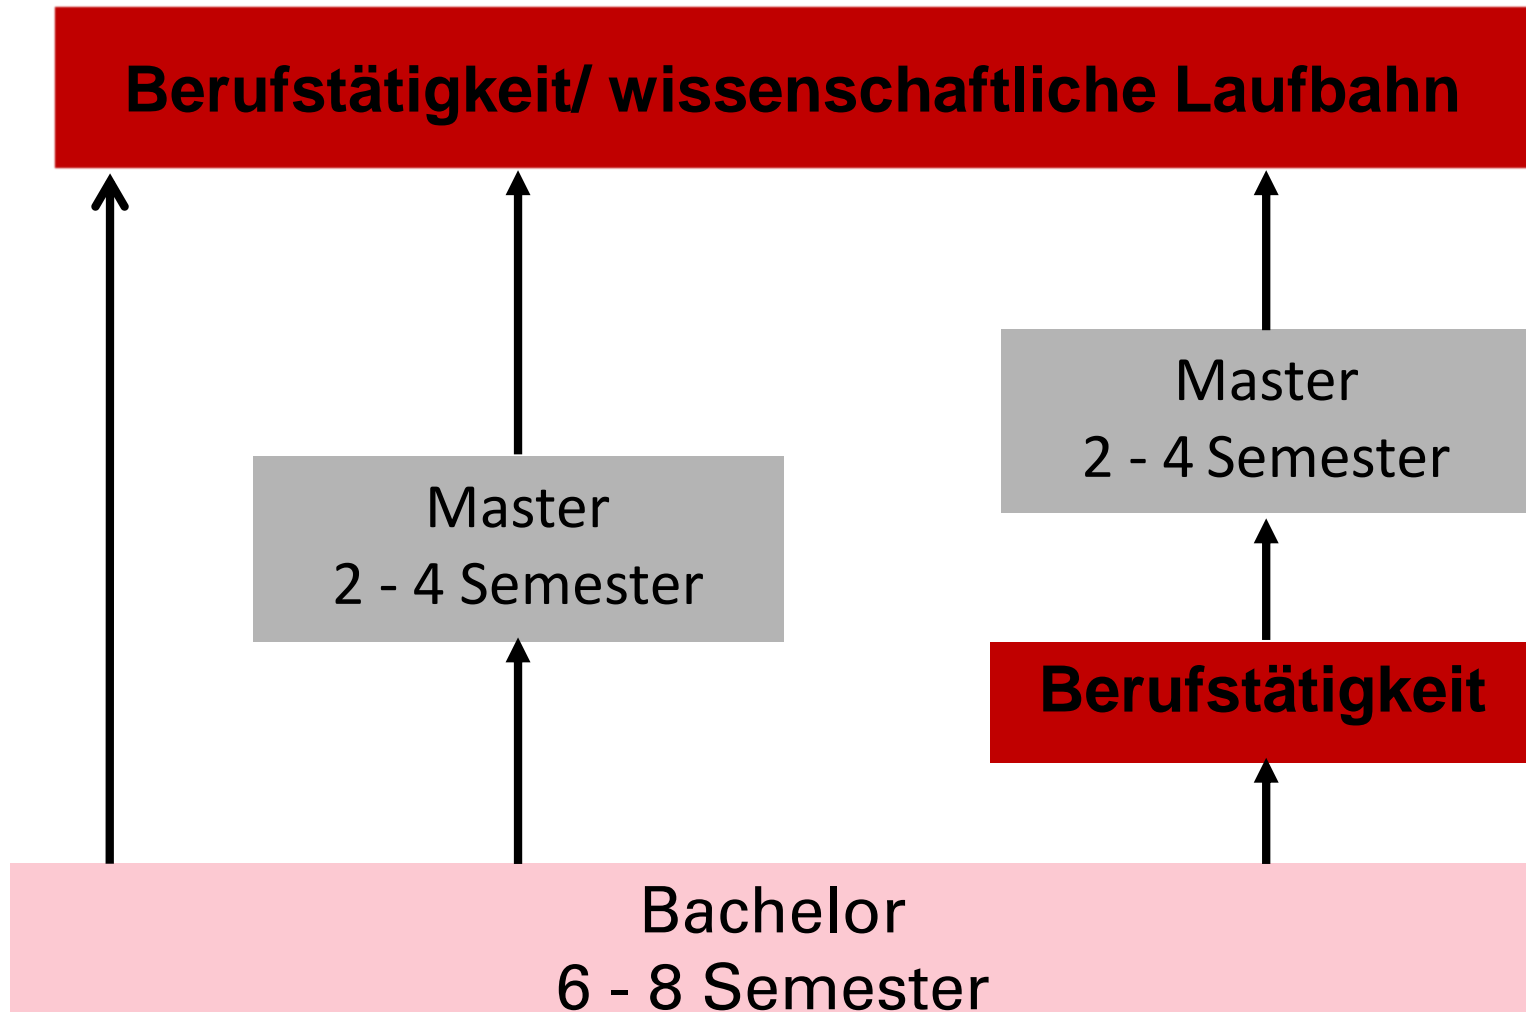 Berufstätigkeit/ wissenschaftliche Laufbahn
Master
2 - 4 Semester
Master
2 - 4 Semester
Berufstätigkeit
Bachelor
6 - 8 Semester